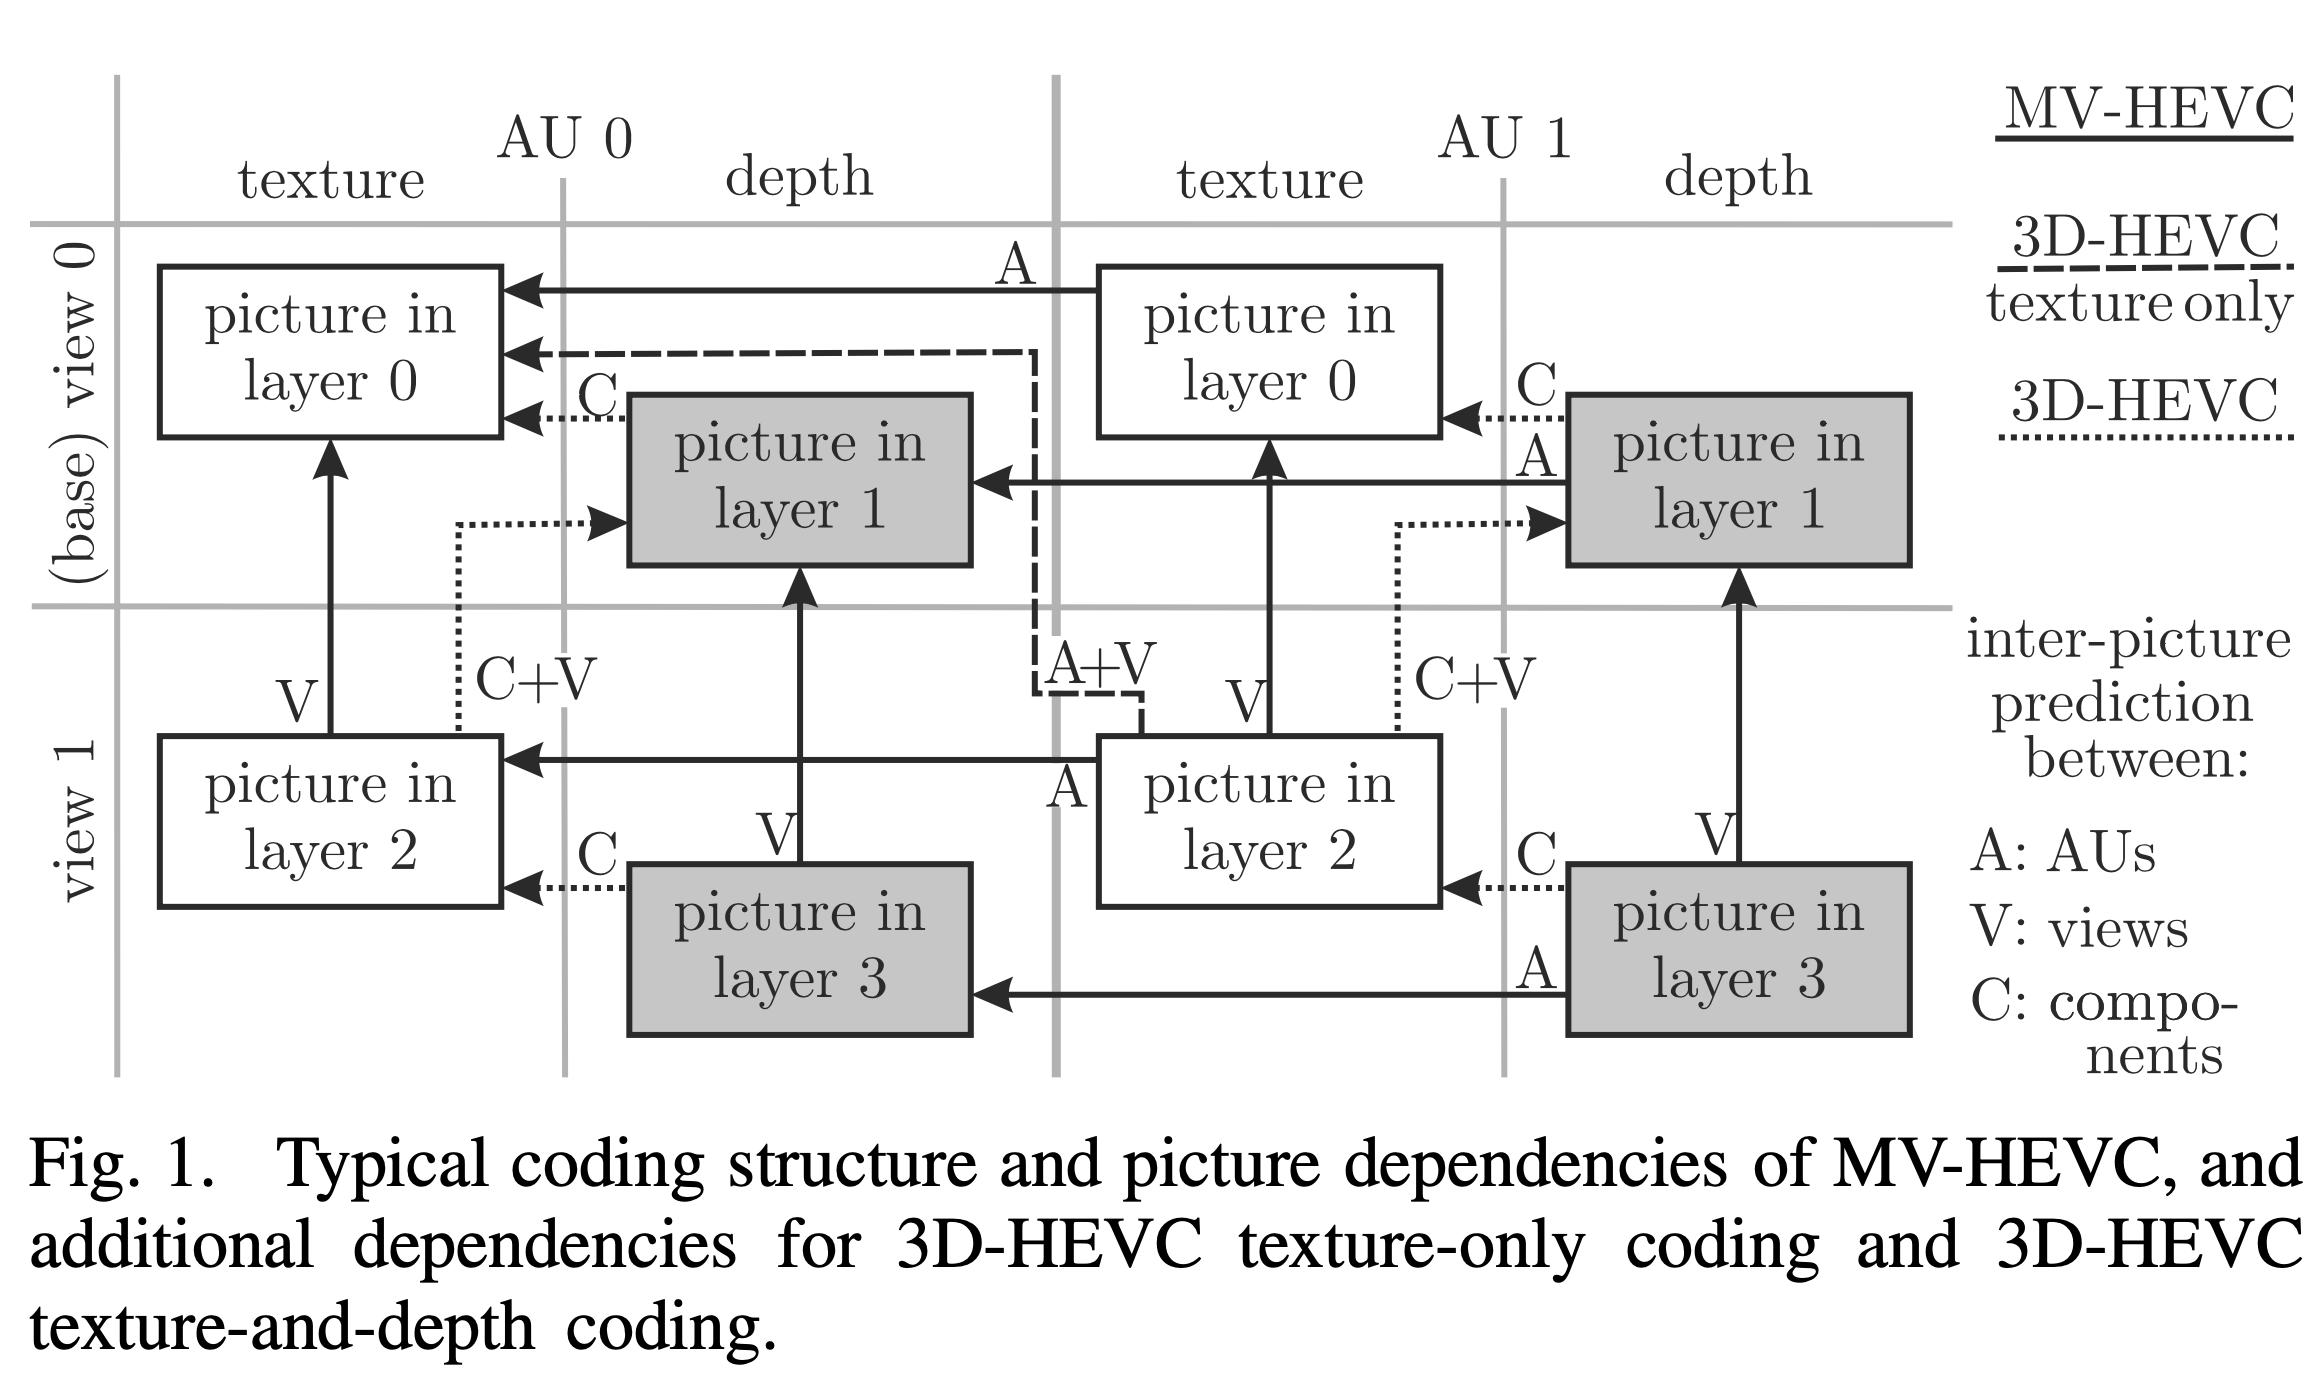 AU 0
AU 1
texture
depth
texture
depth
MV-HEVC
3D-HEVC
texture only
3D-HEVC
(base) view 0
view 1
picture in
layer 0
A
picture in
layer 0
C
picture in
layer 1
C
A
picture in
layer 1
V
C+V
A+V
V
C+V
picture in
layer 2
A
picture in
layer 2
C
V
picture in
layer 3
C
V
A
picture in
layer 3
inter-picture
prediction
between:
A: AUs
V: views
C: compo-
nents
Fig. 1. Typical coding structure and picture dependencies of MV-HEVC, and
additional dependencies for 3D-HEVC texture-only coding and 3D-HEVC
texture-and-depth coding.